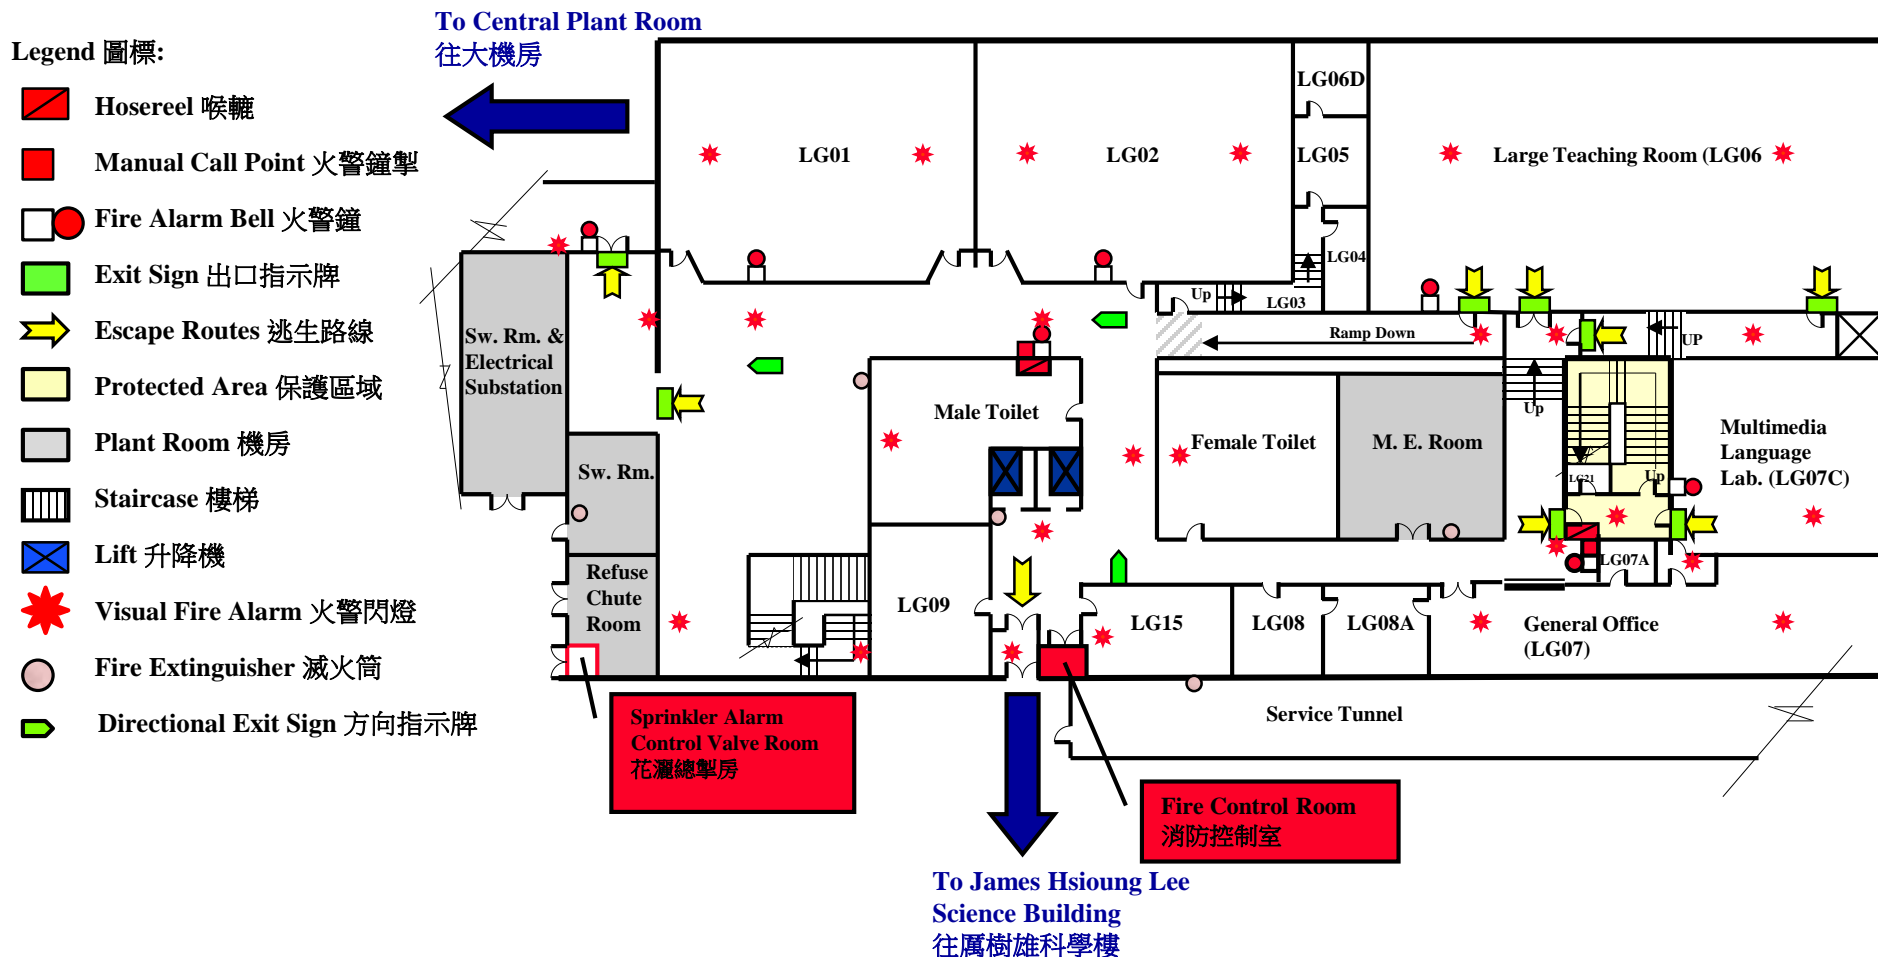 To Central Plant Room
往大機房
Legend 圖標:
Hosereel 喉轆
Manual Call Point 火警鐘掣
Fire Alarm Bell 火警鐘
Exit Sign 出口指示牌
Escape Routes 逃生路線
Protected Area 保護區域
Plant Room 機房
Staircase 樓梯
Lift 升降機
Visual Fire Alarm 火警閃燈
Fire Extinguisher 滅火筒
Directional Exit Sign 方向指示牌
LG01
LG02
LG06D
LG05
LG04
Large Teaching Room (LG06
Up
LG03
Ramp Down
UP
Sw. Rm. &
Electrical
Substation
Male Toilet
Female Toilet
M. E. Room
Up
Multimedia
Language
Lab. (LG07C)
LG21
Up
Sw. Rm.
Refuse
Chute
Room
LG09
LG15
LG08
LG08A
LG07A
General Office
(LG07)
Service Tunnel
Sprinkler Alarm
Control Valve Room
花灑總掣房
Fire Control Room
消防控制室
To James Hsioung Lee
Science Building
往厲樹雄科學樓